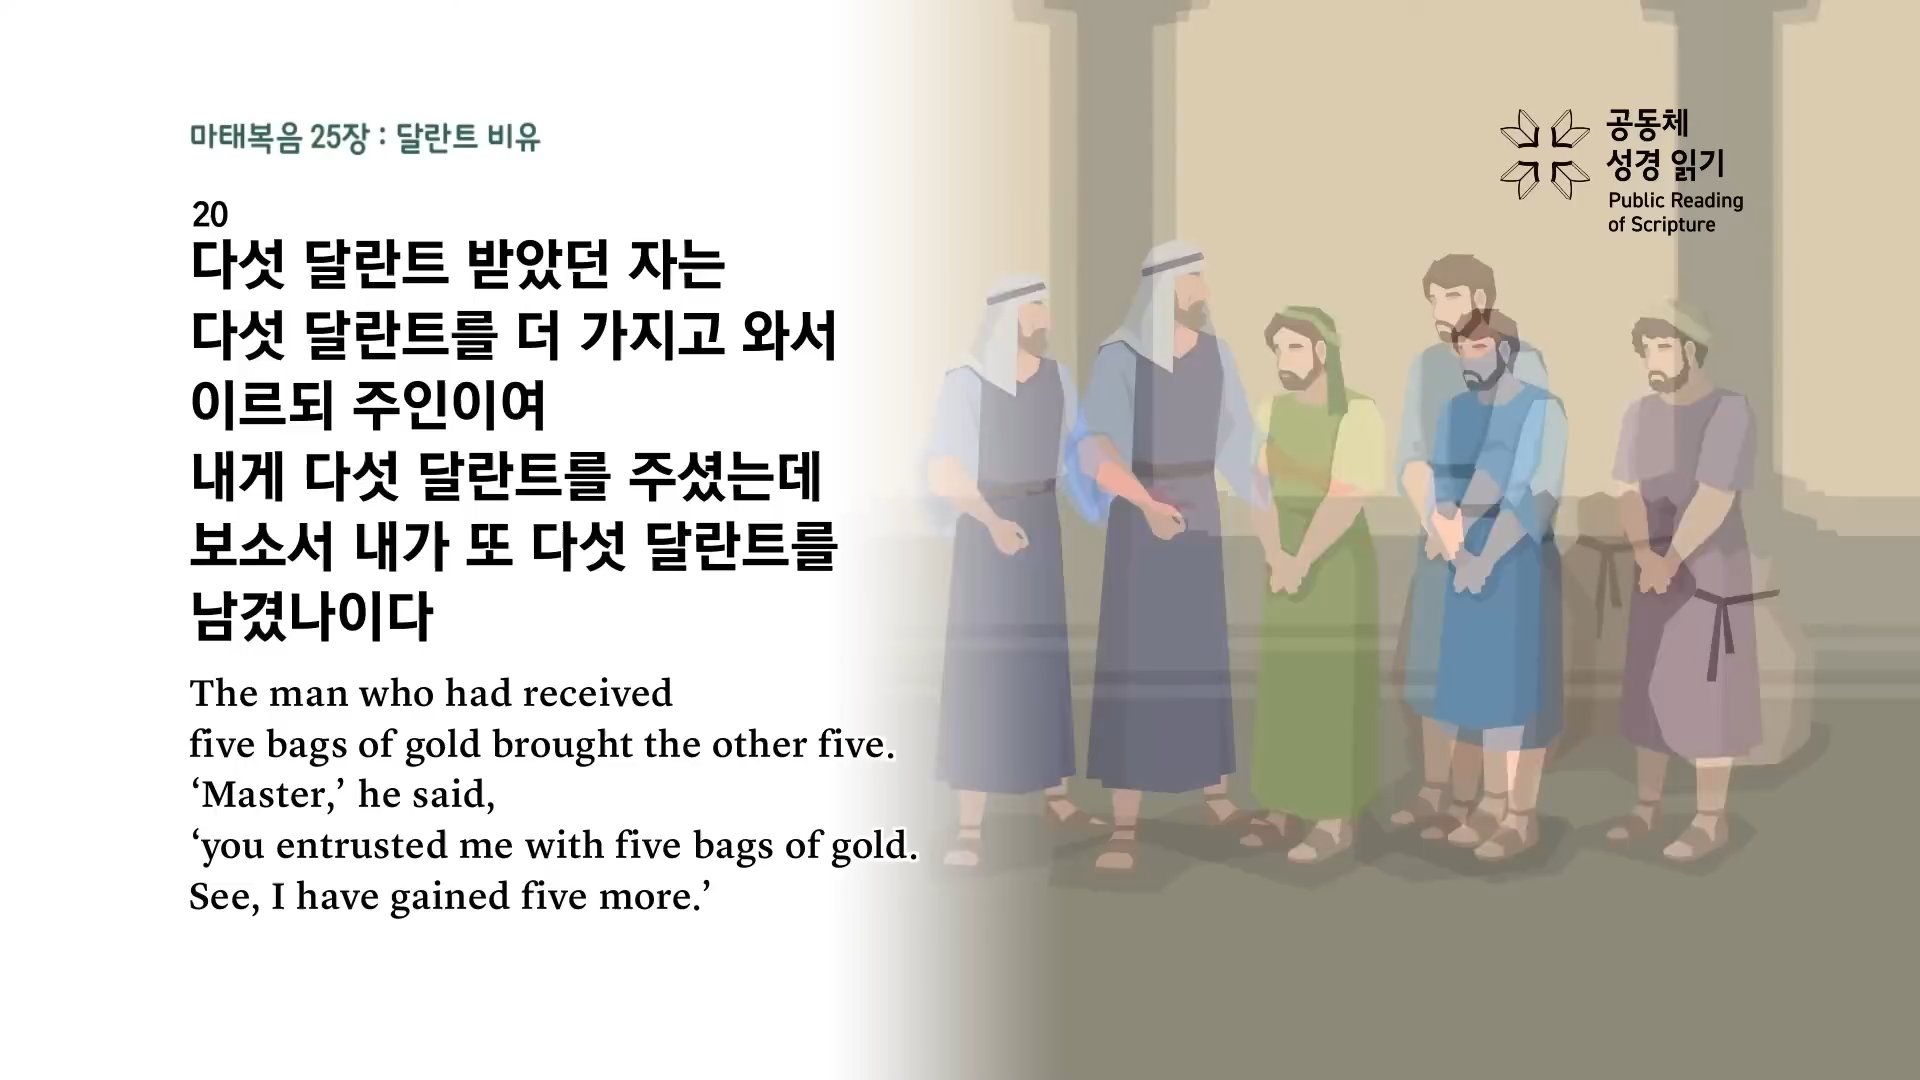 마태복음 25장 : 달란트 비유
20
다섯 달란트 받았던 자는
다섯 달란트를 더 가지고 와서
이르되 주인이여
내게 다섯 달란트를 주셨는데
보소서 내가 또 다섯 달란트를
남겼나이다
The man who had received
five bags of gold brought the other five.
‘Master,’ he said,
‘you entrusted me with five bags of gold.
See, I have gained five more.’
공동체
성경 읽기
Public Reading
of Scripture